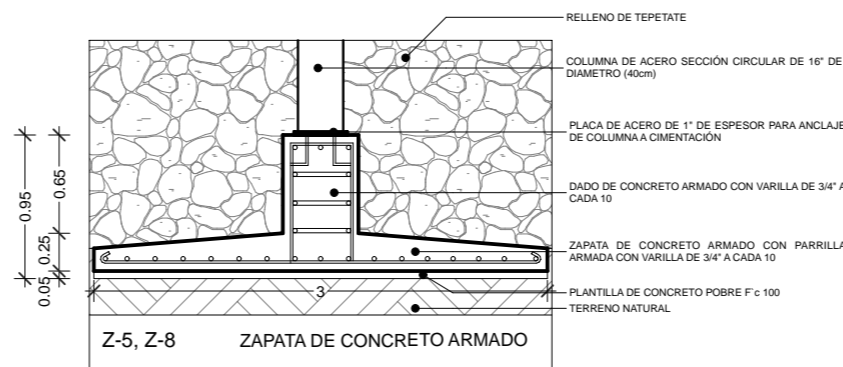 RELLENO DE TEPETATE
COLUMNA DE ACERO SECCIÓN CIRCULAR DE 16" DE
DIAMETRO (40cm)
PLACA DE ACERO DE 1" DE ESPESOR PARA ANCLAJE
DE COLUMNA A CIMENTACIÓN
DADO DE CONCRETO ARMADO CON VARILLA DE 3/4" A
CADA 10
ZAPATA DE CONCRETO ARMADO CON PARRILLA
ARMADA CON VARILLA DE 3/4" A CADA 10
PLANTILLA DE CONCRETO POBRE F`c 100
TERRENO NATURAL
0.95
0.65
0.25
0.05
3
Z-5, Z-8 ZAPATA DE CONCRETO ARMADO